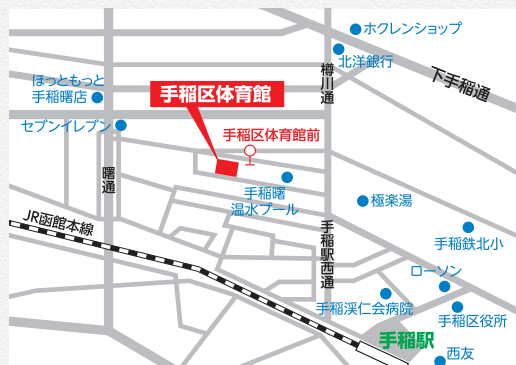 ホクレンショップ
北洋銀行
樽川通
下手稲通
ほっともっと
手稲曙店
手稲区体育館
セブンイレブン
手稲区体育館前
曙通
手稲曙
温水プール
極楽湯
手稲駅西通
JR函館本線
手稲鉄北小
ローソン
手稲渓仁会病院
手稲区役所
手稲駅
西友